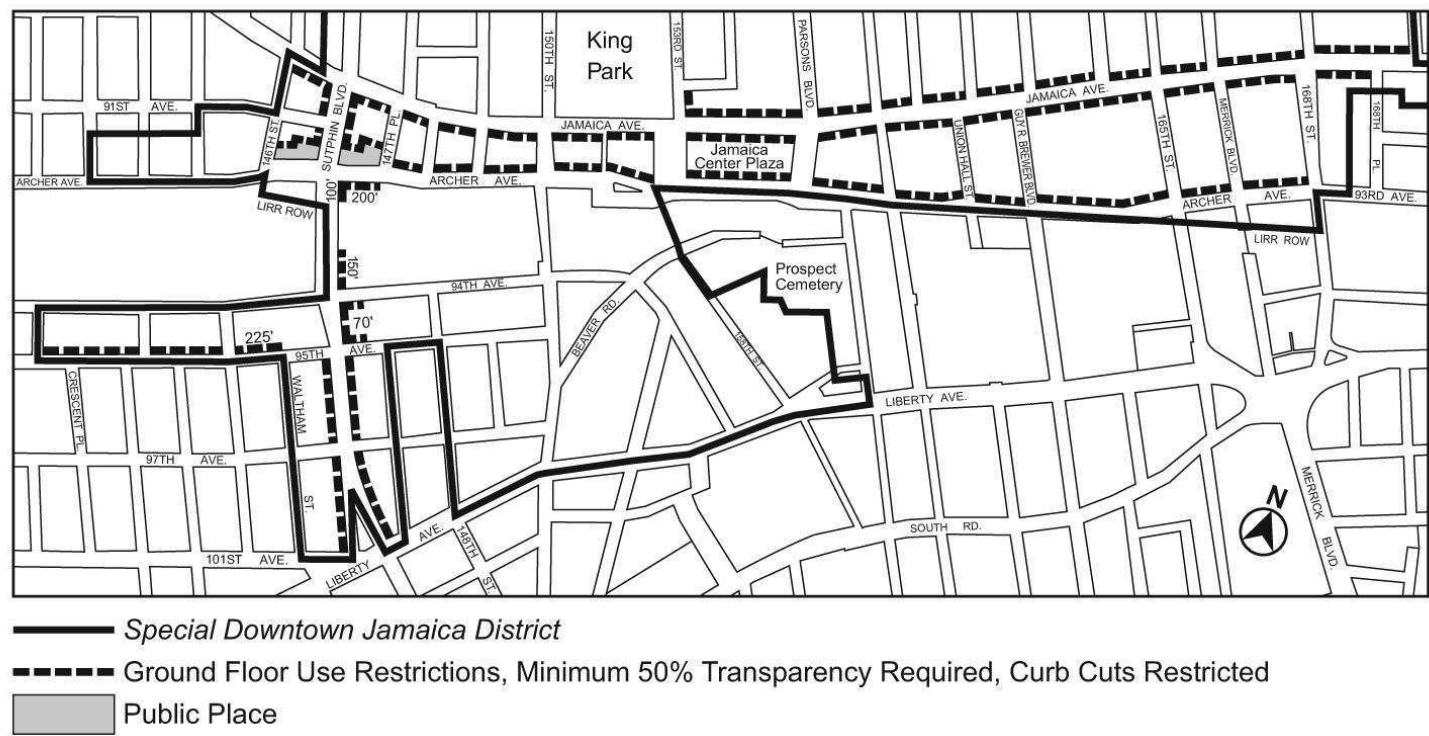 King
Park
150TH ST.
153RD ST.
PARSONS BLVD.
91ST AVE.
SUTPHIN BLVD.
146TH ST.
147TH PL.
JAMAICA AVE.
JAMAICA AVE.
Jamaica
Center Plaza
UNION HALL ST.
GUY R. BREWER BLVD.
165TH ST.
MERRICK BLVD.
168TH ST.
168TH PL.
ARCHER AVE.
ARCHER AVE.
ARCHER AVE.
93RD AVE.
LIRR ROW
LIRR ROW
100'
200'
150'
94TH AVE.
70'
225'
95TH AVE.
Prospect
Cemetery
BEAVER RD.
CRESCENT PL.
WALTHAM ST.
LIBERTY AVE.
97TH AVE.
101ST AVE.
LIBERTY AVE.
148TH ST.
SOUTH RD.
MERRICK BLVD.
N
Special Downtown Jamaica District
Ground Floor Use Restrictions, Minimum 50% Transparency Required, Curb Cuts Restricted
Public Place